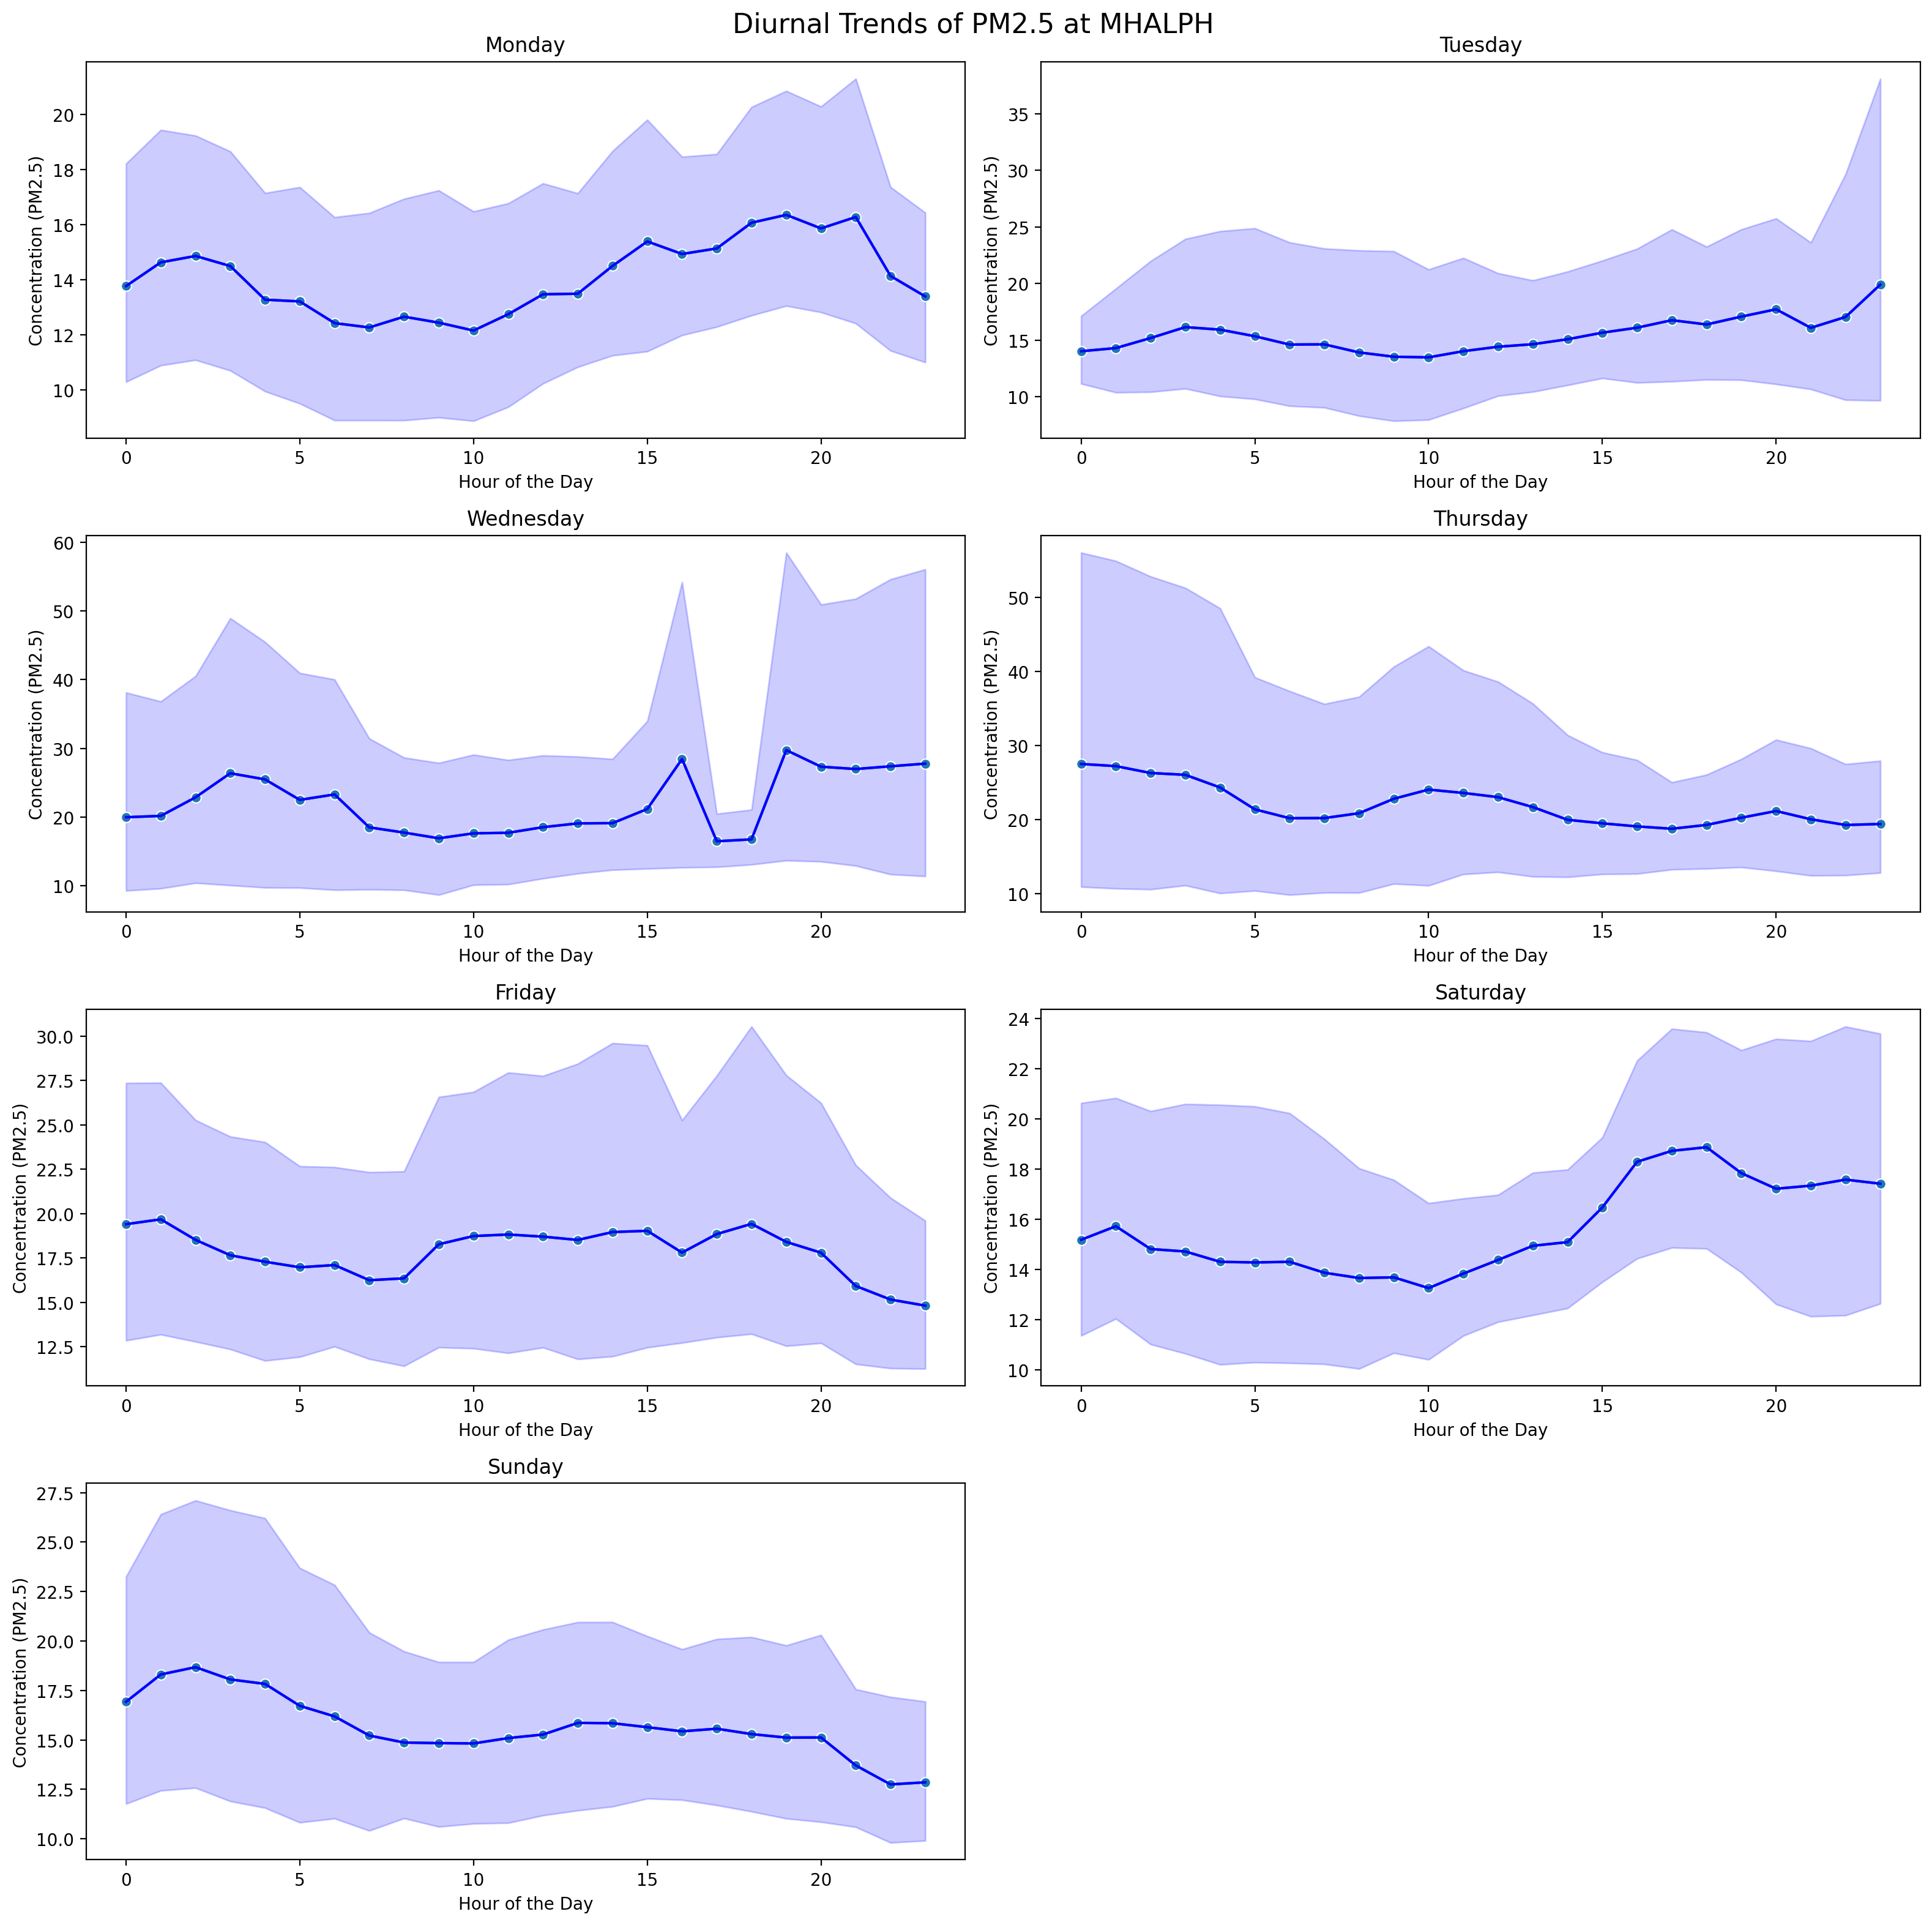 Diurnal Trends of PM2.5 at MHALPH
Monday
Concentration (PM2.5)
20
18
16
14
12
10
0 5 10 15 20
Hour of the Day
Tuesday
Concentration (PM2.5)
35
30
25
20
15
10
0 5 10 15 20
Hour of the Day
Wednesday
Concentration (PM2.5)
60
50
40
30
20
10
0 5 10 15 20
Hour of the Day
Thursday
Concentration (PM2.5)
50
40
30
20
10
0 5 10 15 20
Hour of the Day
Friday
Concentration (PM2.5)
30.0
27.5
25.0
22.5
20.0
17.5
15.0
12.5
0 5 10 15 20
Hour of the Day
Saturday
Concentration (PM2.5)
24
22
20
18
16
14
12
10
0 5 10 15 20
Hour of the Day
Sunday
Concentration (PM2.5)
27.5
25.0
22.5
20.0
17.5
15.0
12.5
10.0
0 5 10 15 20
Hour of the Day